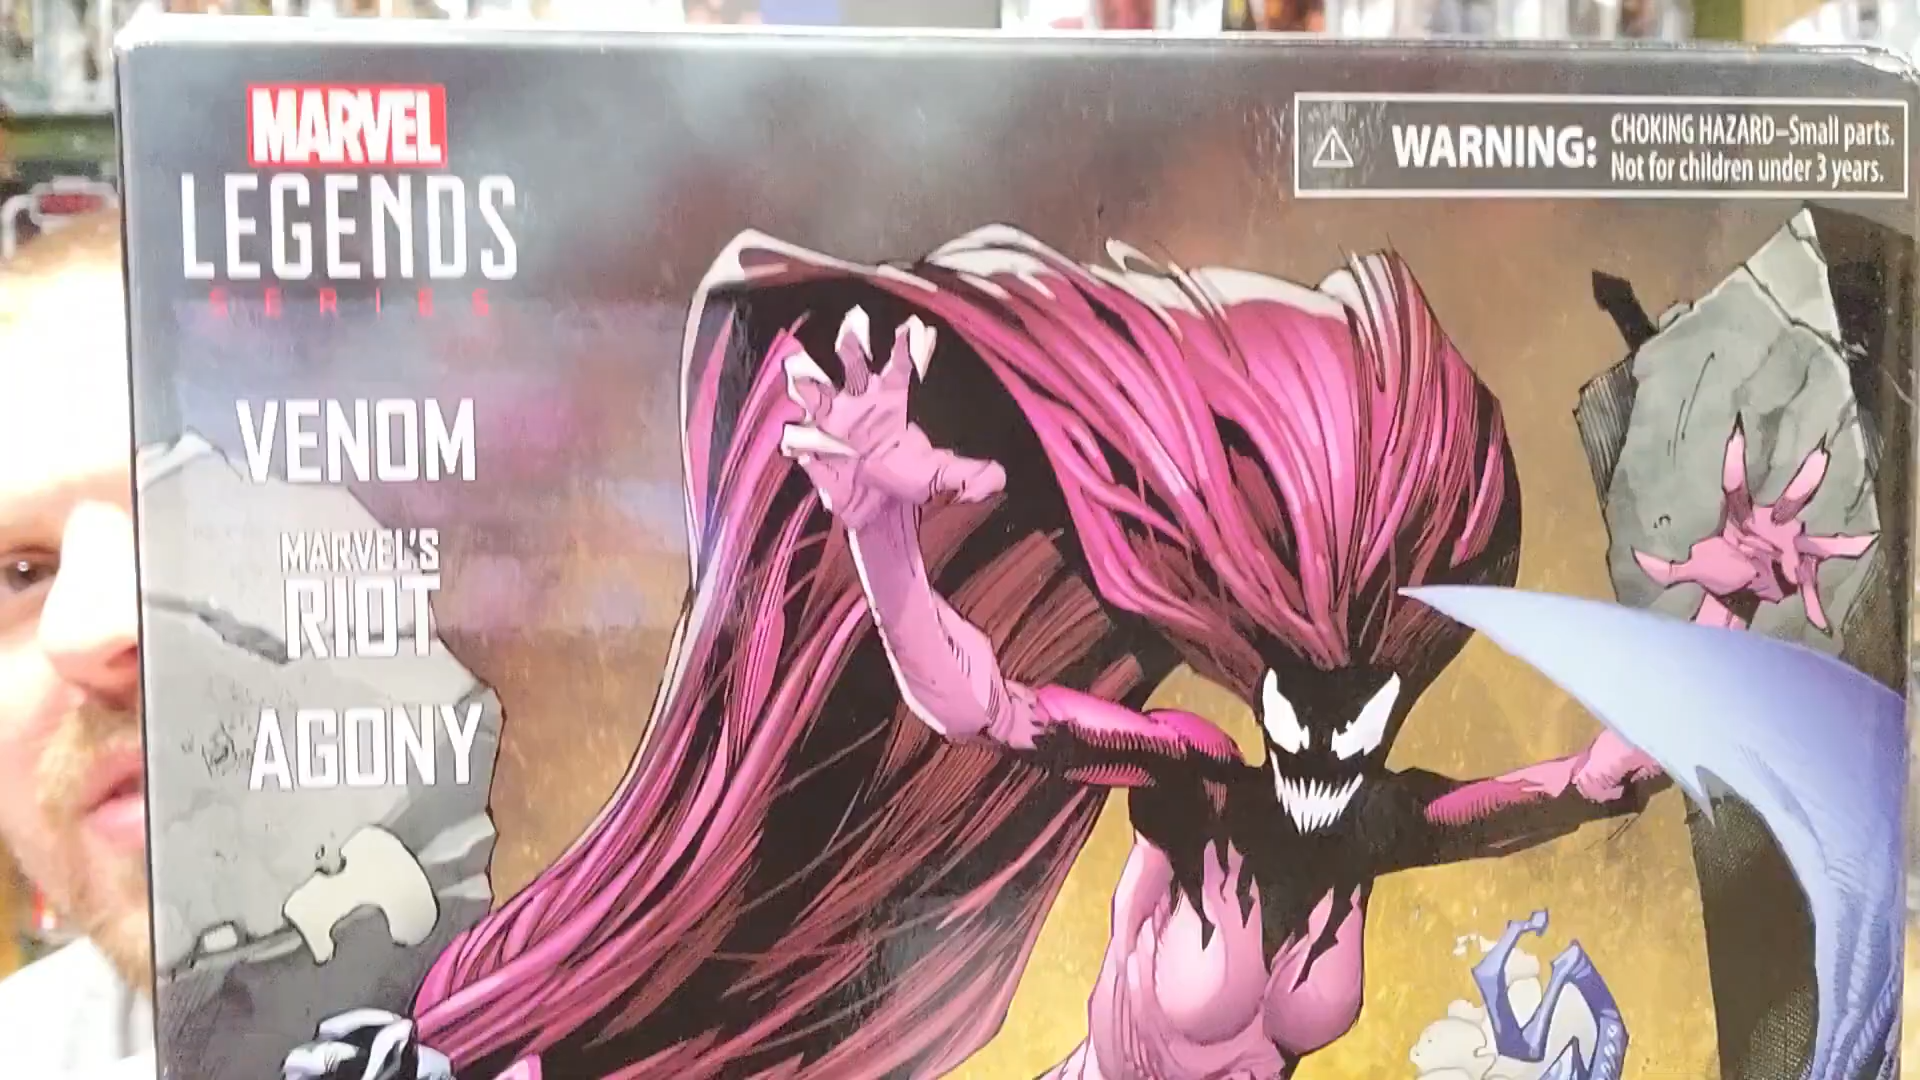 MARVEL
LEGENDS
SERIES
VENOM
MARVEL'S
RIOT
AGONY
WARNING: CHOKING HAZARD–Small parts.
Not for children under 3 years.